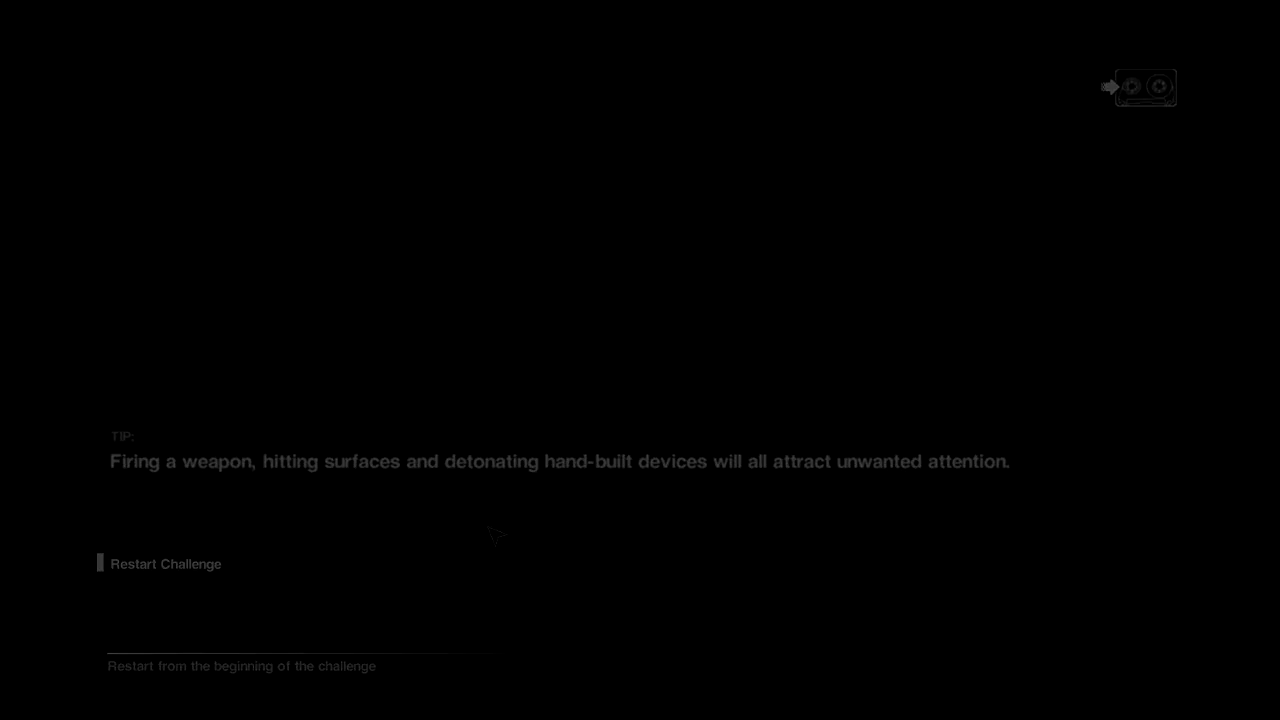 TIP:
Firing a weapon, hitting surfaces and detonating hand-built devices will all attract unwanted attention.
Restart Challenge
Restart from the beginning of the challenge